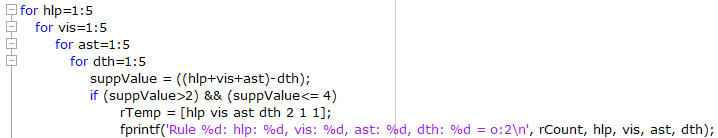 for hlp=1:5
for vis=1:5
for ast=1:5
for dth=1:5
suppValue = ((hlp+vis+ast)-dth);
if (suppValue>2) && (suppValue<= 4)
rTemp = [hlp vis ast dth 2 1 1];
fprintf('Rule %d: hlp: %d, vis: %d, ast: %d, dth: %d = o:2\n', rCount, hlp, vis, ast, dth);